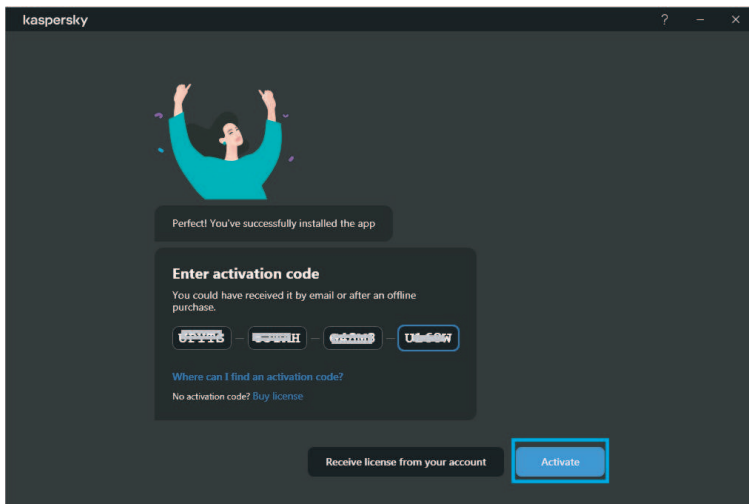 kaspersky
?
Perfect! You've successfully installed the app
Enter activation code
You could have received it by email or after an offline
purchase.
Where can I find an activation code?
No activation code? Buy license
Receive license from your account
Activate